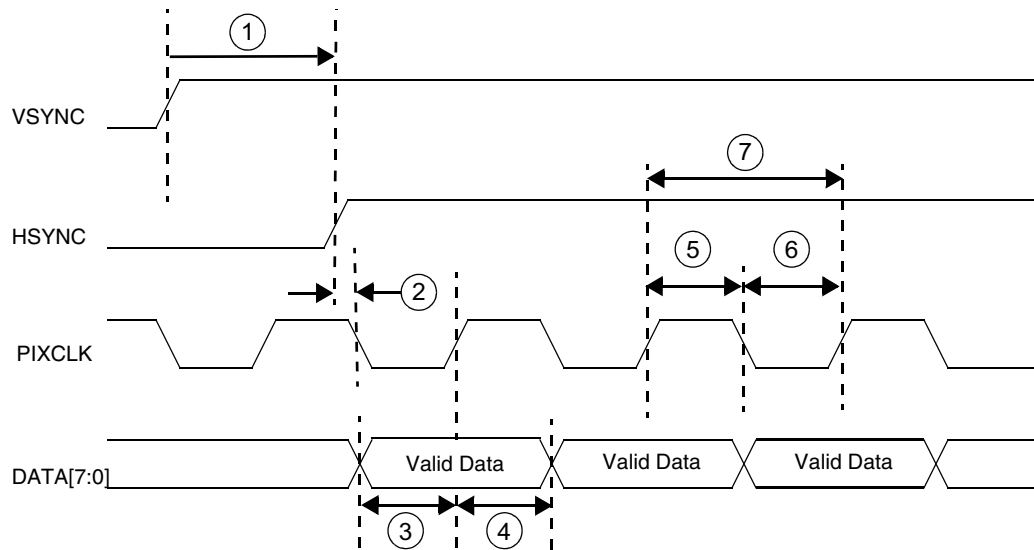 1
VSYNC
7
HSYNC
5
6
2
PIXCLK
DATA[7:0]
Valid Data
Valid Data
Valid Data
3
4